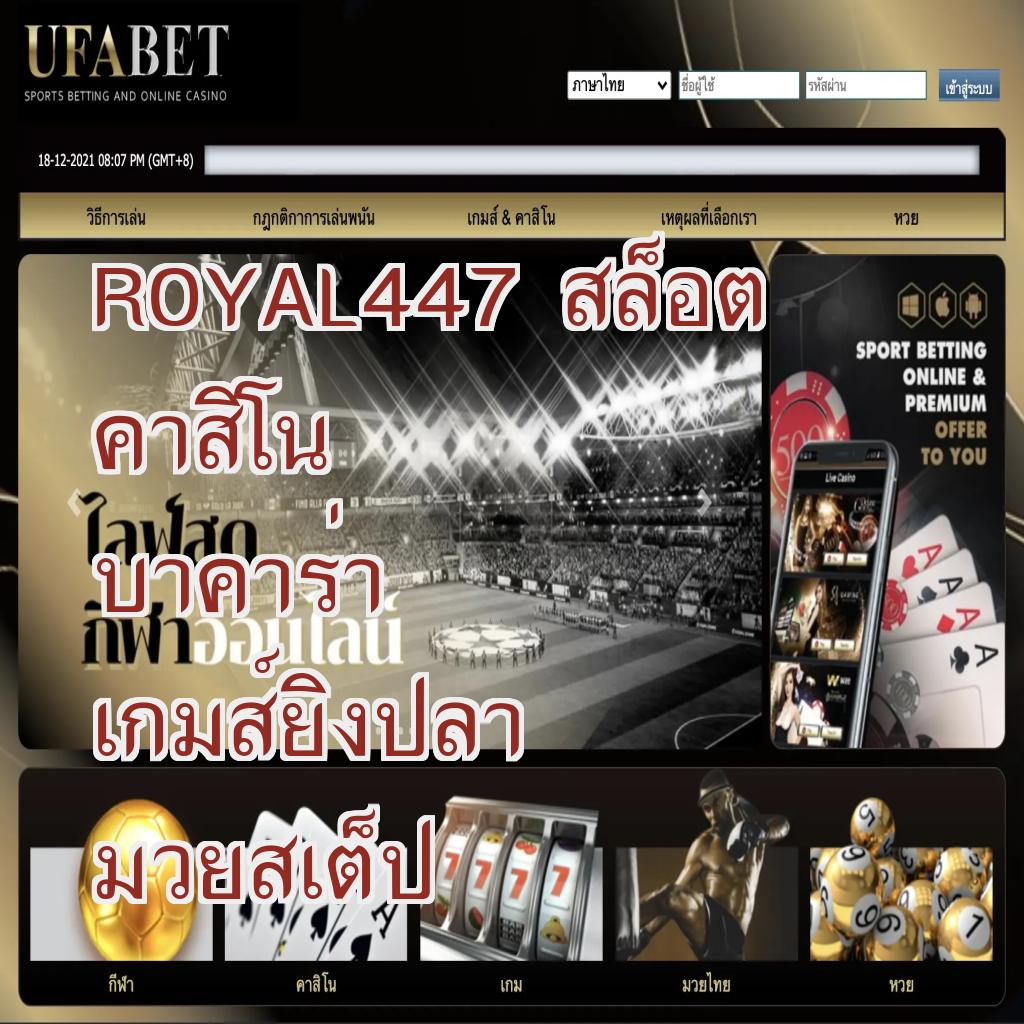 UFABET
SPORTS BETTING AND ONLINE CASINO
ภาษาไทย
ชื่อผู้ใช้
รหัสผ่าน
เข้าสู่ระบบ
18-12-2021 08:07 PM (GMT+8)
วิธีการเล่น
กฎกติกาการเล่นพนัน
เกมส์ & คาสิโน
เหตุผลที่เลือกเรา
หวย
ROYAL447 สล็อต
คาสิโน
บาคาร่า
เกมส์ยิงปลา
มวยสเต็ป
ไลฟ์สด
กีฬาออนไลน์
SPORT BETTING
ONLINE &
PREMIUM
OFFER
TO YOU
500
Live Casino
A
A
A
A
7 7 7 7
กีฬา
คาสิโน
เกม
มวยไทย
หวย